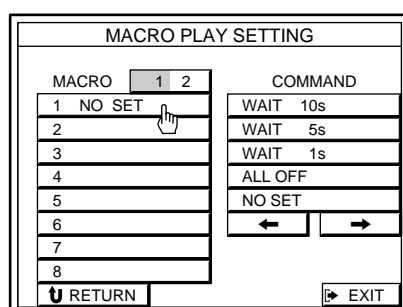 MACRO PLAY SETTING
MACRO 1 2
1 NO SET
2
3
4
5
6
7
8
COMMAND
WAIT 10s
WAIT 5s
WAIT 1s
ALL OFF
NO SET
← →
RETURN
EXIT